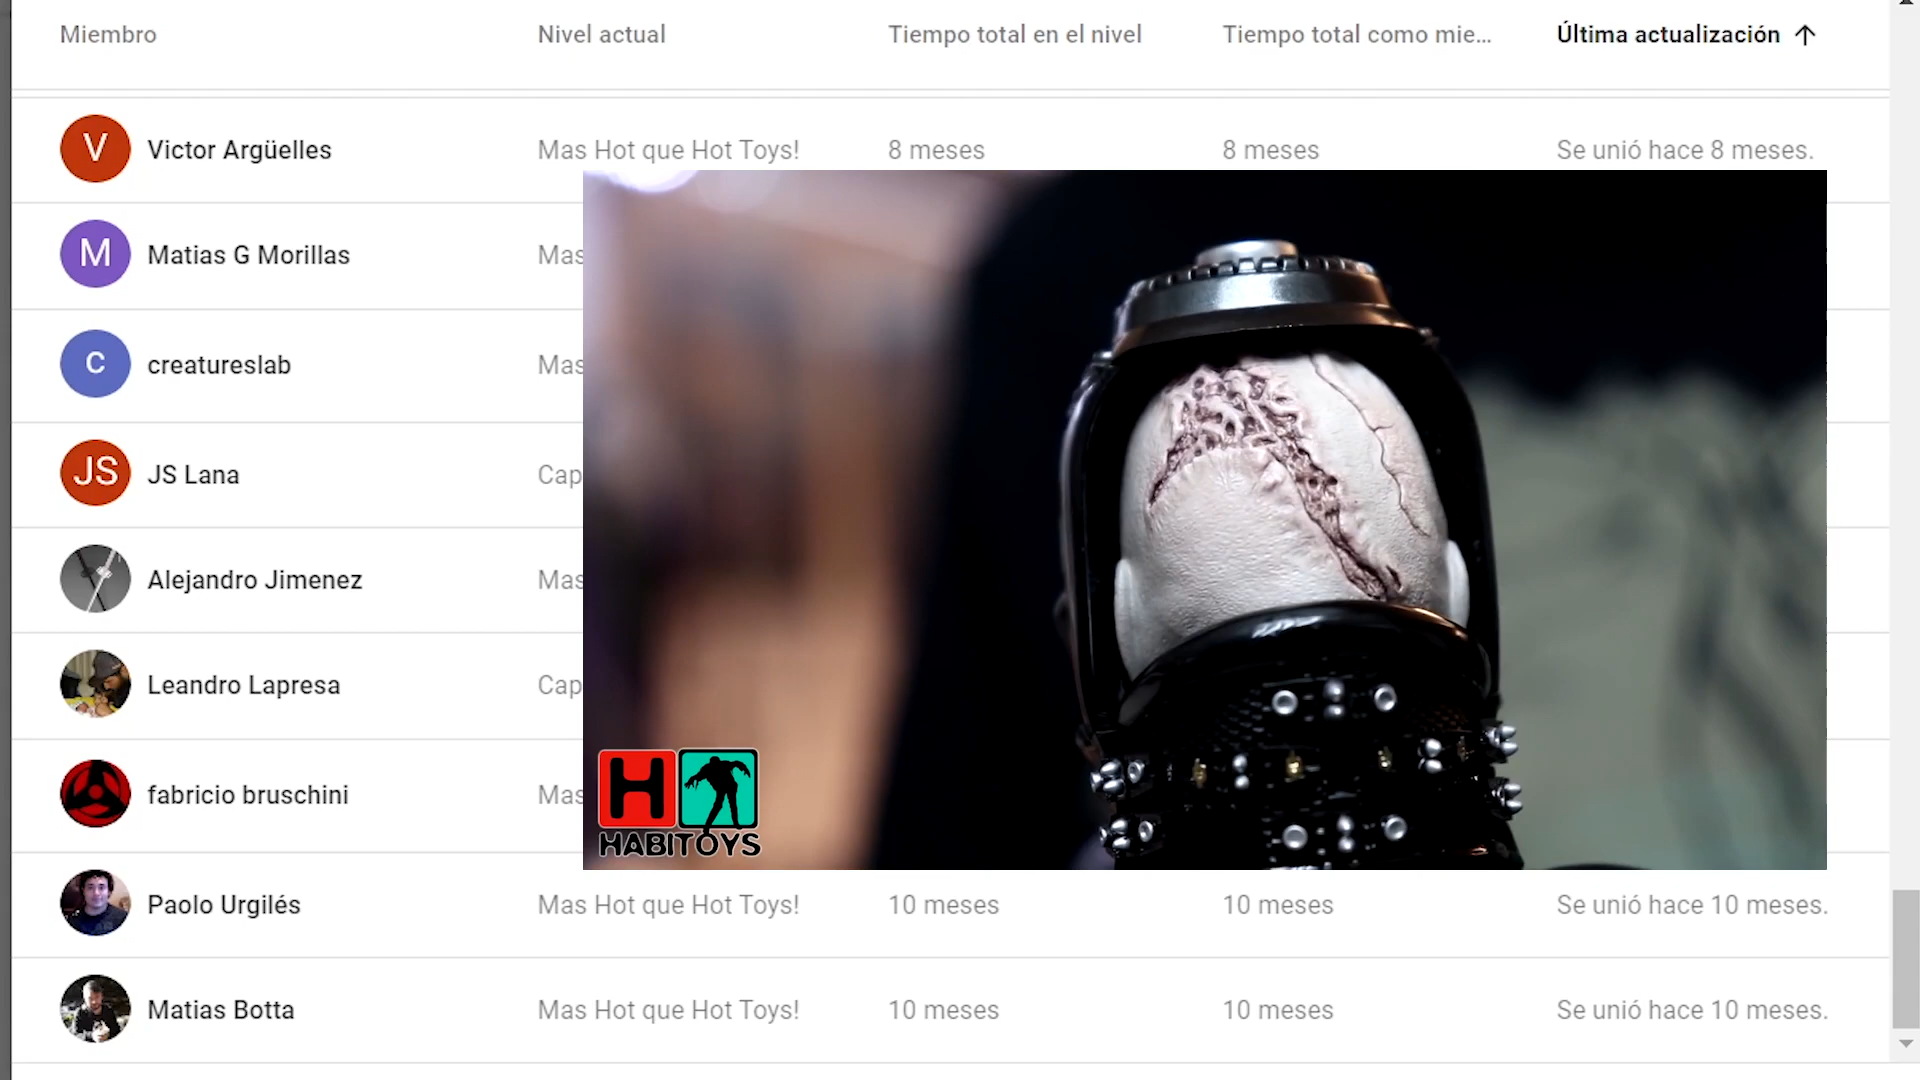 Miembro Nivel actual Tiempo total en el nivel Tiempo total como mie... Última actualización
V Victor Argüelles Mas Hot que Hot Toys! 8 meses 8 meses Se unió hace 8 meses.
M Matias G Morillas Mas
c creatureslab Mas
JS JS Lana Cap
Alejandro Jimenez Mas
Leandro Lapresa Cap
fabricio bruschini Mas
H
HABITOYS
Paolo Urgilés Mas Hot que Hot Toys! 10 meses 10 meses Se unió hace 10 meses.
Matias Botta Mas Hot que Hot Toys! 10 meses 10 meses Se unió hace 10 meses.